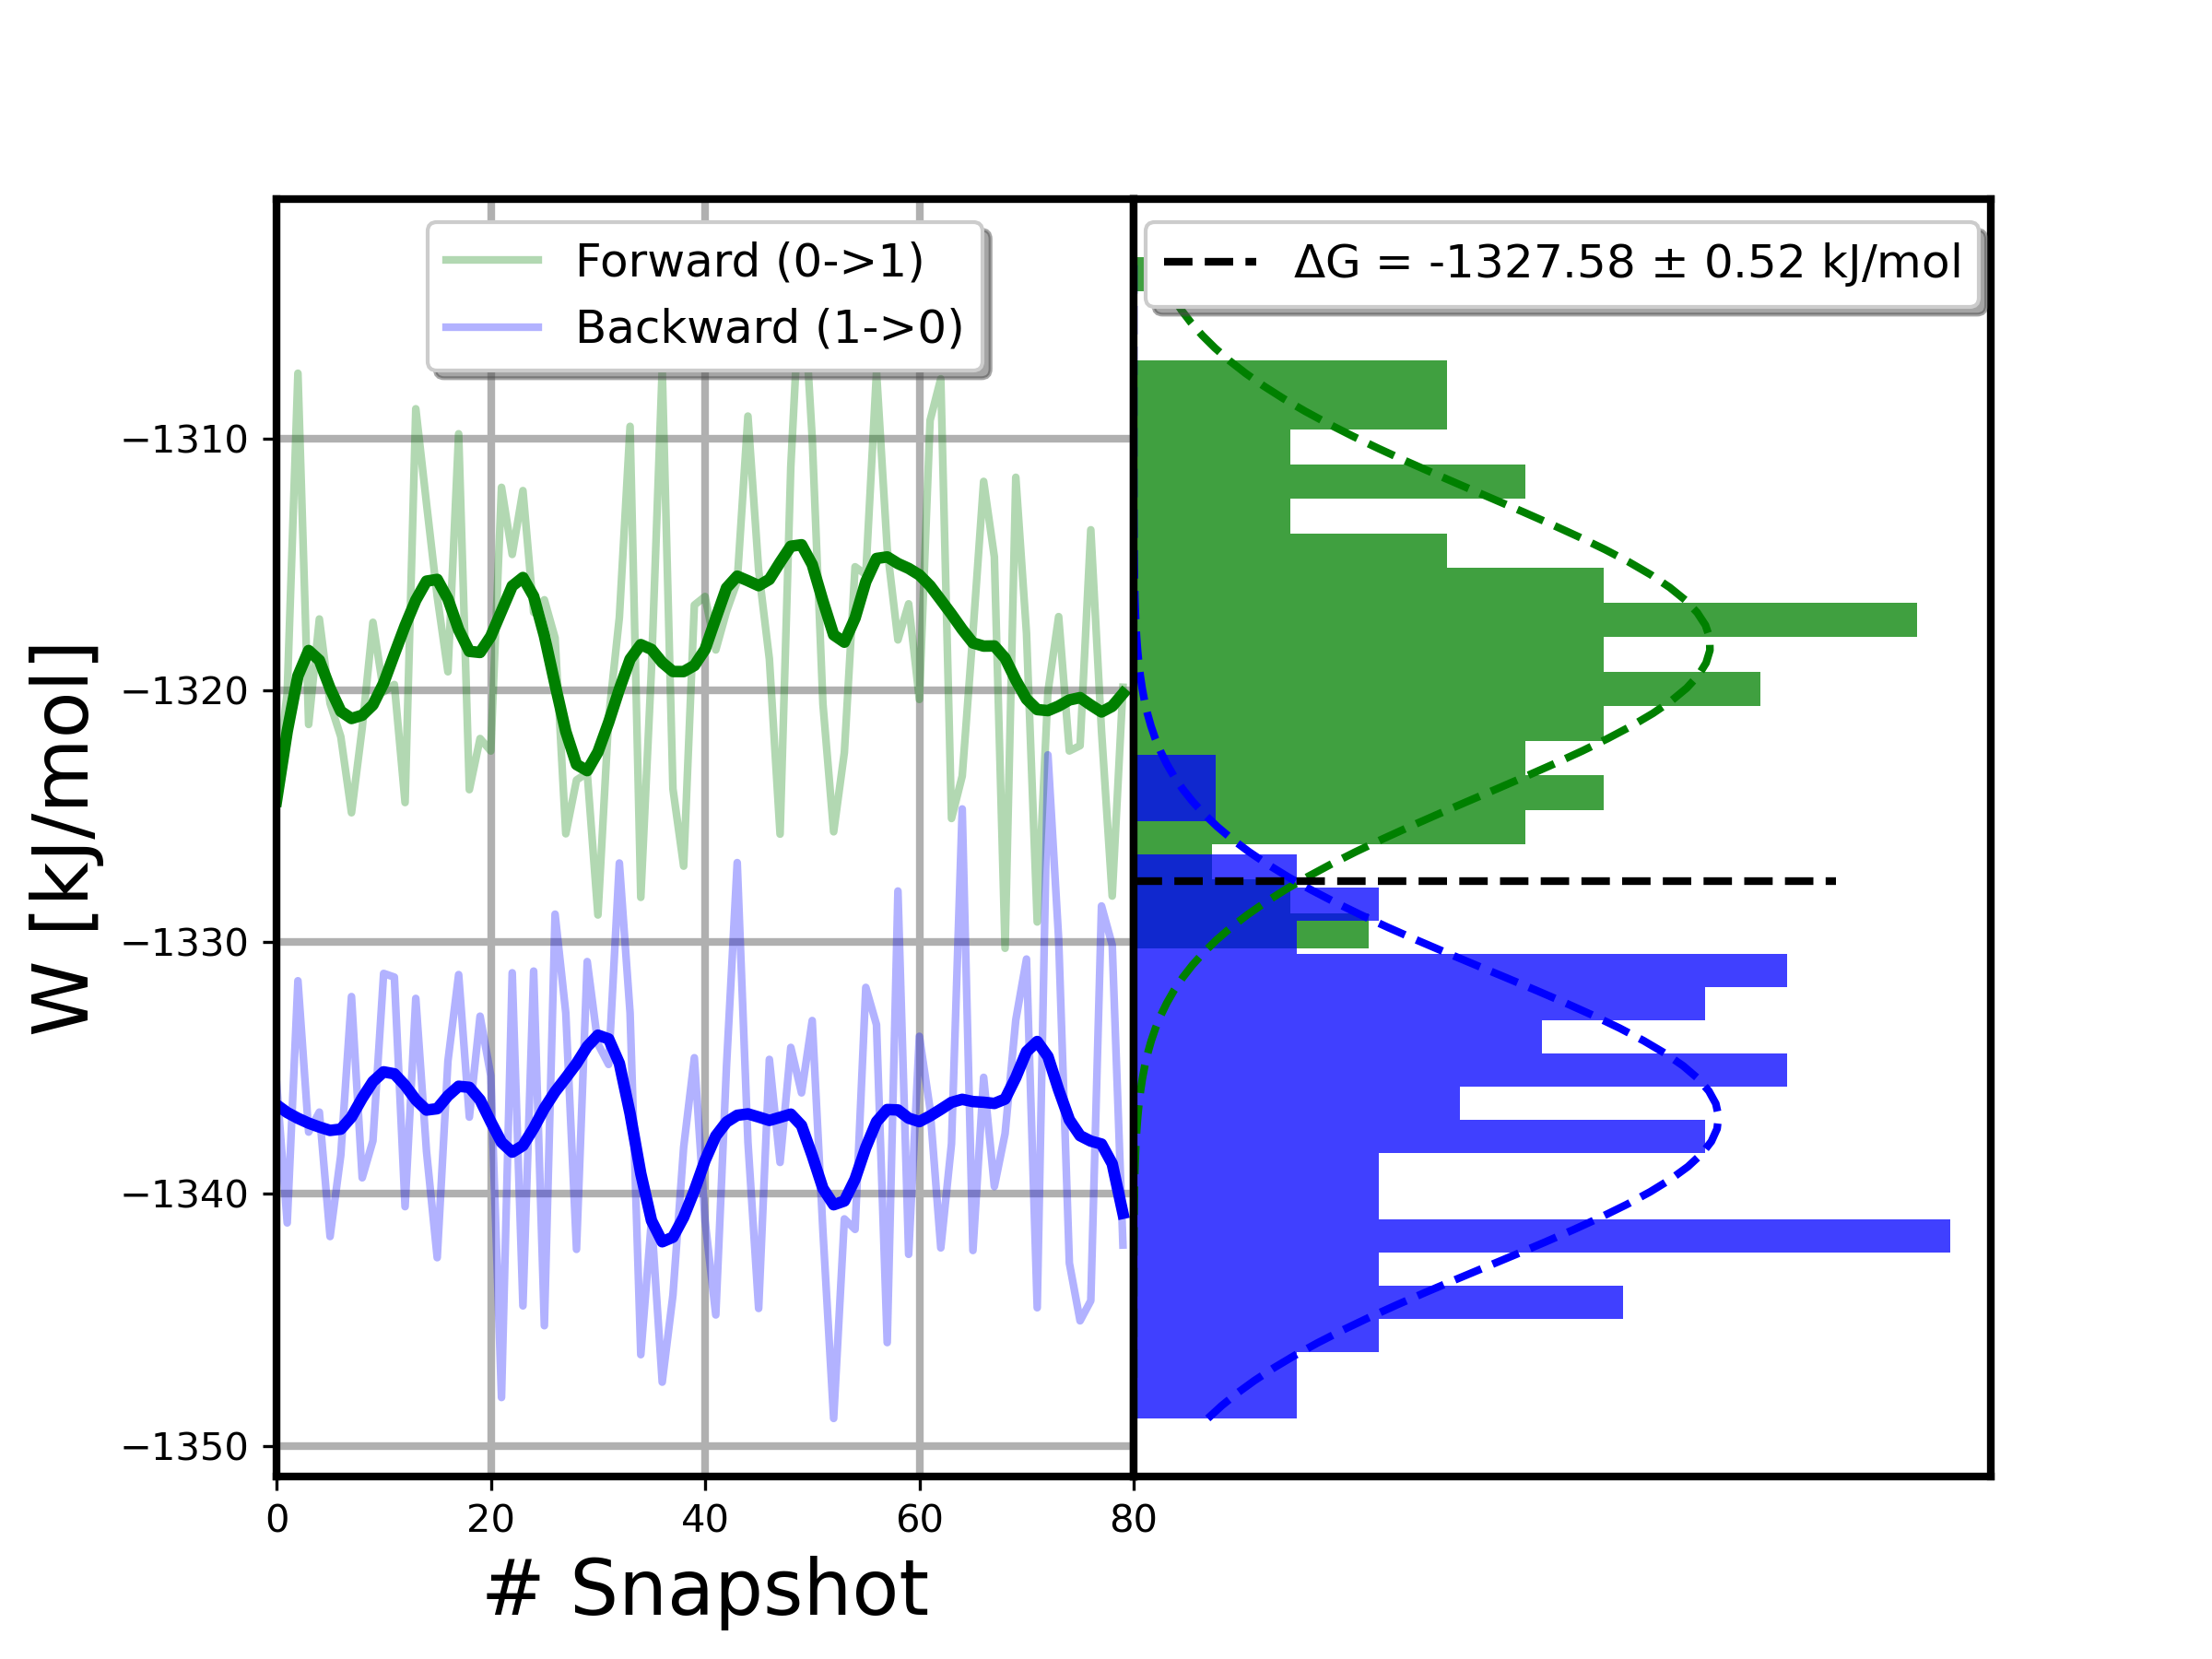 Forward (0->1)
Backward (1->0)
ΔG = -1327.58 ± 0.52 kJ/mol
W [kJ/mol]
−1310
−1320
−1330
−1340
−1350
0 20 40 60 80
# Snapshot